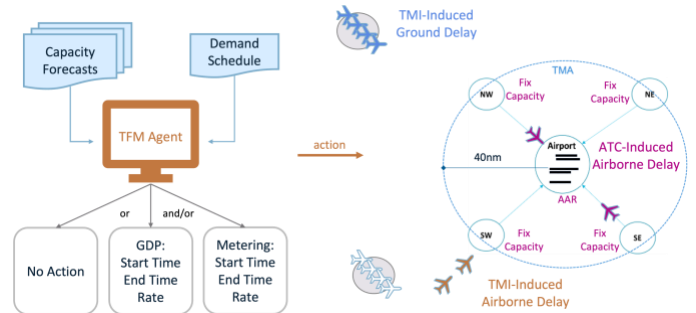 Capacity
Forecasts
Demand
Schedule
TFM Agent
or
and/or
No Action
GDP:
Start Time
End Time
Rate
Metering:
Start Time
End Time
Rate
action
TMI-Induced
Ground Delay
TMA
NW
Fix
Capacity
Fix
Capacity
NE
Airport
40nm
AAR
ATC-Induced
Airborne Delay
SW
Fix
Capacity
Fix
Capacity
SE
TMI-Induced
Airborne Delay